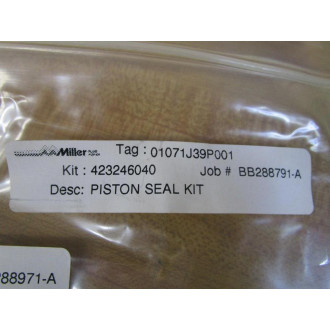 Miller Tag : 01071J39P001
Kit : 423246040 Job # BB288791-A
Desc: PISTON SEAL KIT
288971-A